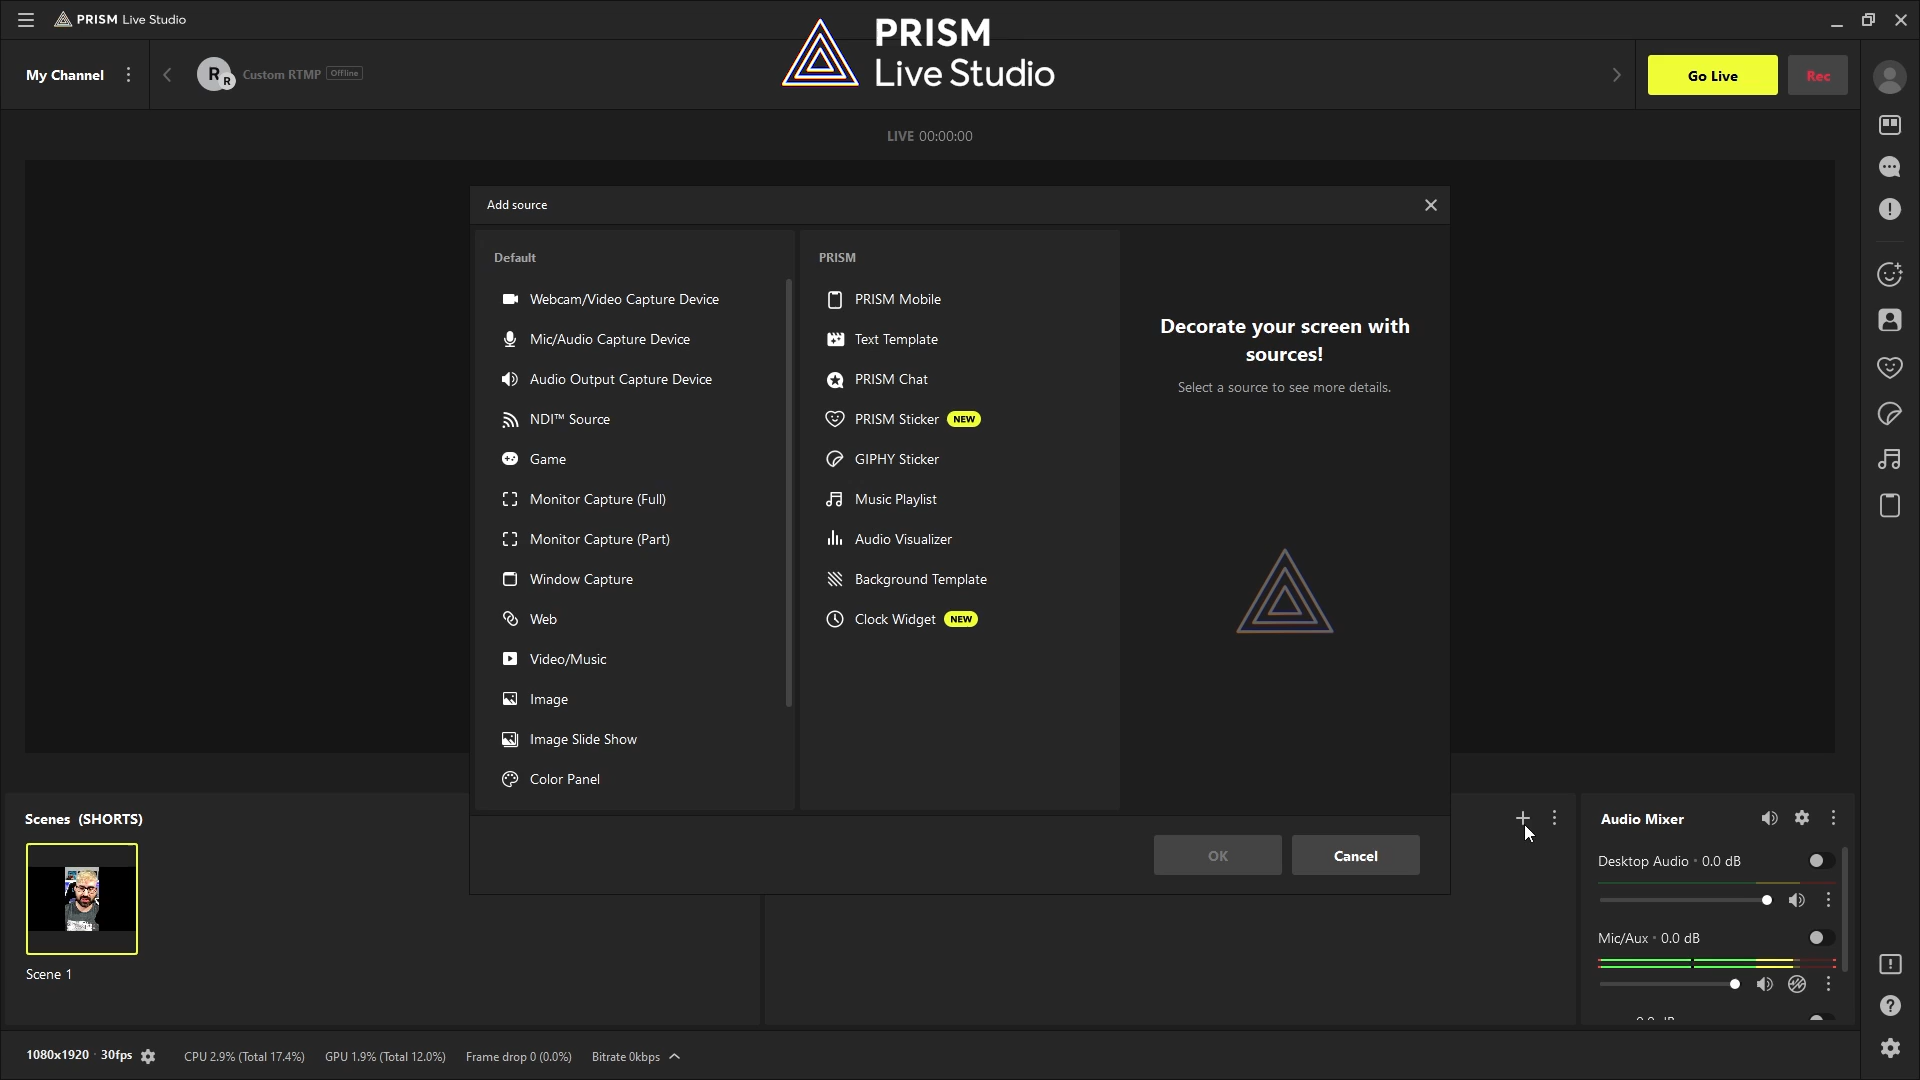 PRISM Live Studio
PRISM
Live Studio
My Channel
R
R
Custom RTMP
Offline
Go Live
Rec
LIVE 00:00:00
Add source
Default
Webcam/Video Capture Device
Mic/Audio Capture Device
Audio Output Capture Device
NDI™ Source
Game
Monitor Capture (Full)
Monitor Capture (Part)
Window Capture
Web
Video/Music
Image
Image Slide Show
Color Panel
PRISM
PRISM Mobile
Text Template
PRISM Chat
PRISM Sticker NEW
GIPHY Sticker
Music Playlist
Audio Visualizer
Background Template
Clock Widget NEW
Decorate your screen with
sources!
Select a source to see more details.
OK
Cancel
Scenes (SHORTS)
Scene 1
Audio Mixer
Desktop Audio • 0.0 dB
Mic/Aux • 0.0 dB
1080x1920 · 30fps
CPU 2.9% (Total 17.4%)
GPU 1.9% (Total 12.0%)
Frame drop 0 (0.0%)
Bitrate 0kbps